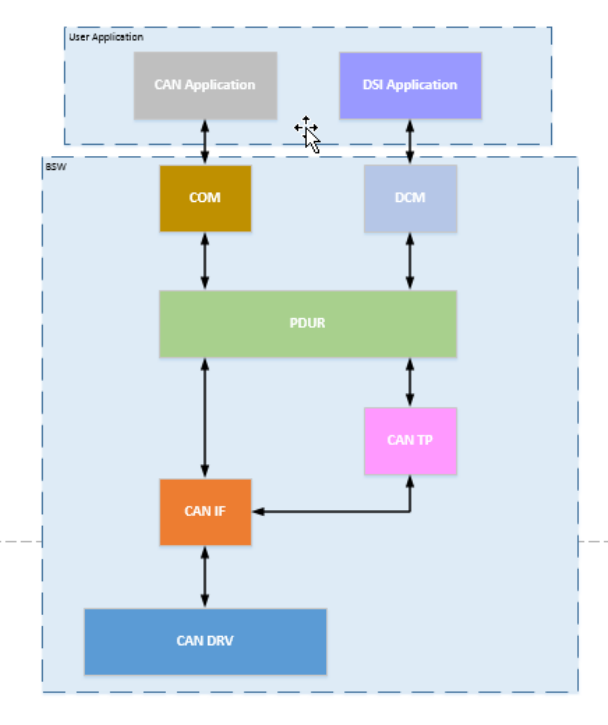 User Application
CAN Application
DSI Application
BSW
COM
DCM
PDUR
CAN TP
CAN IF
CAN DRV